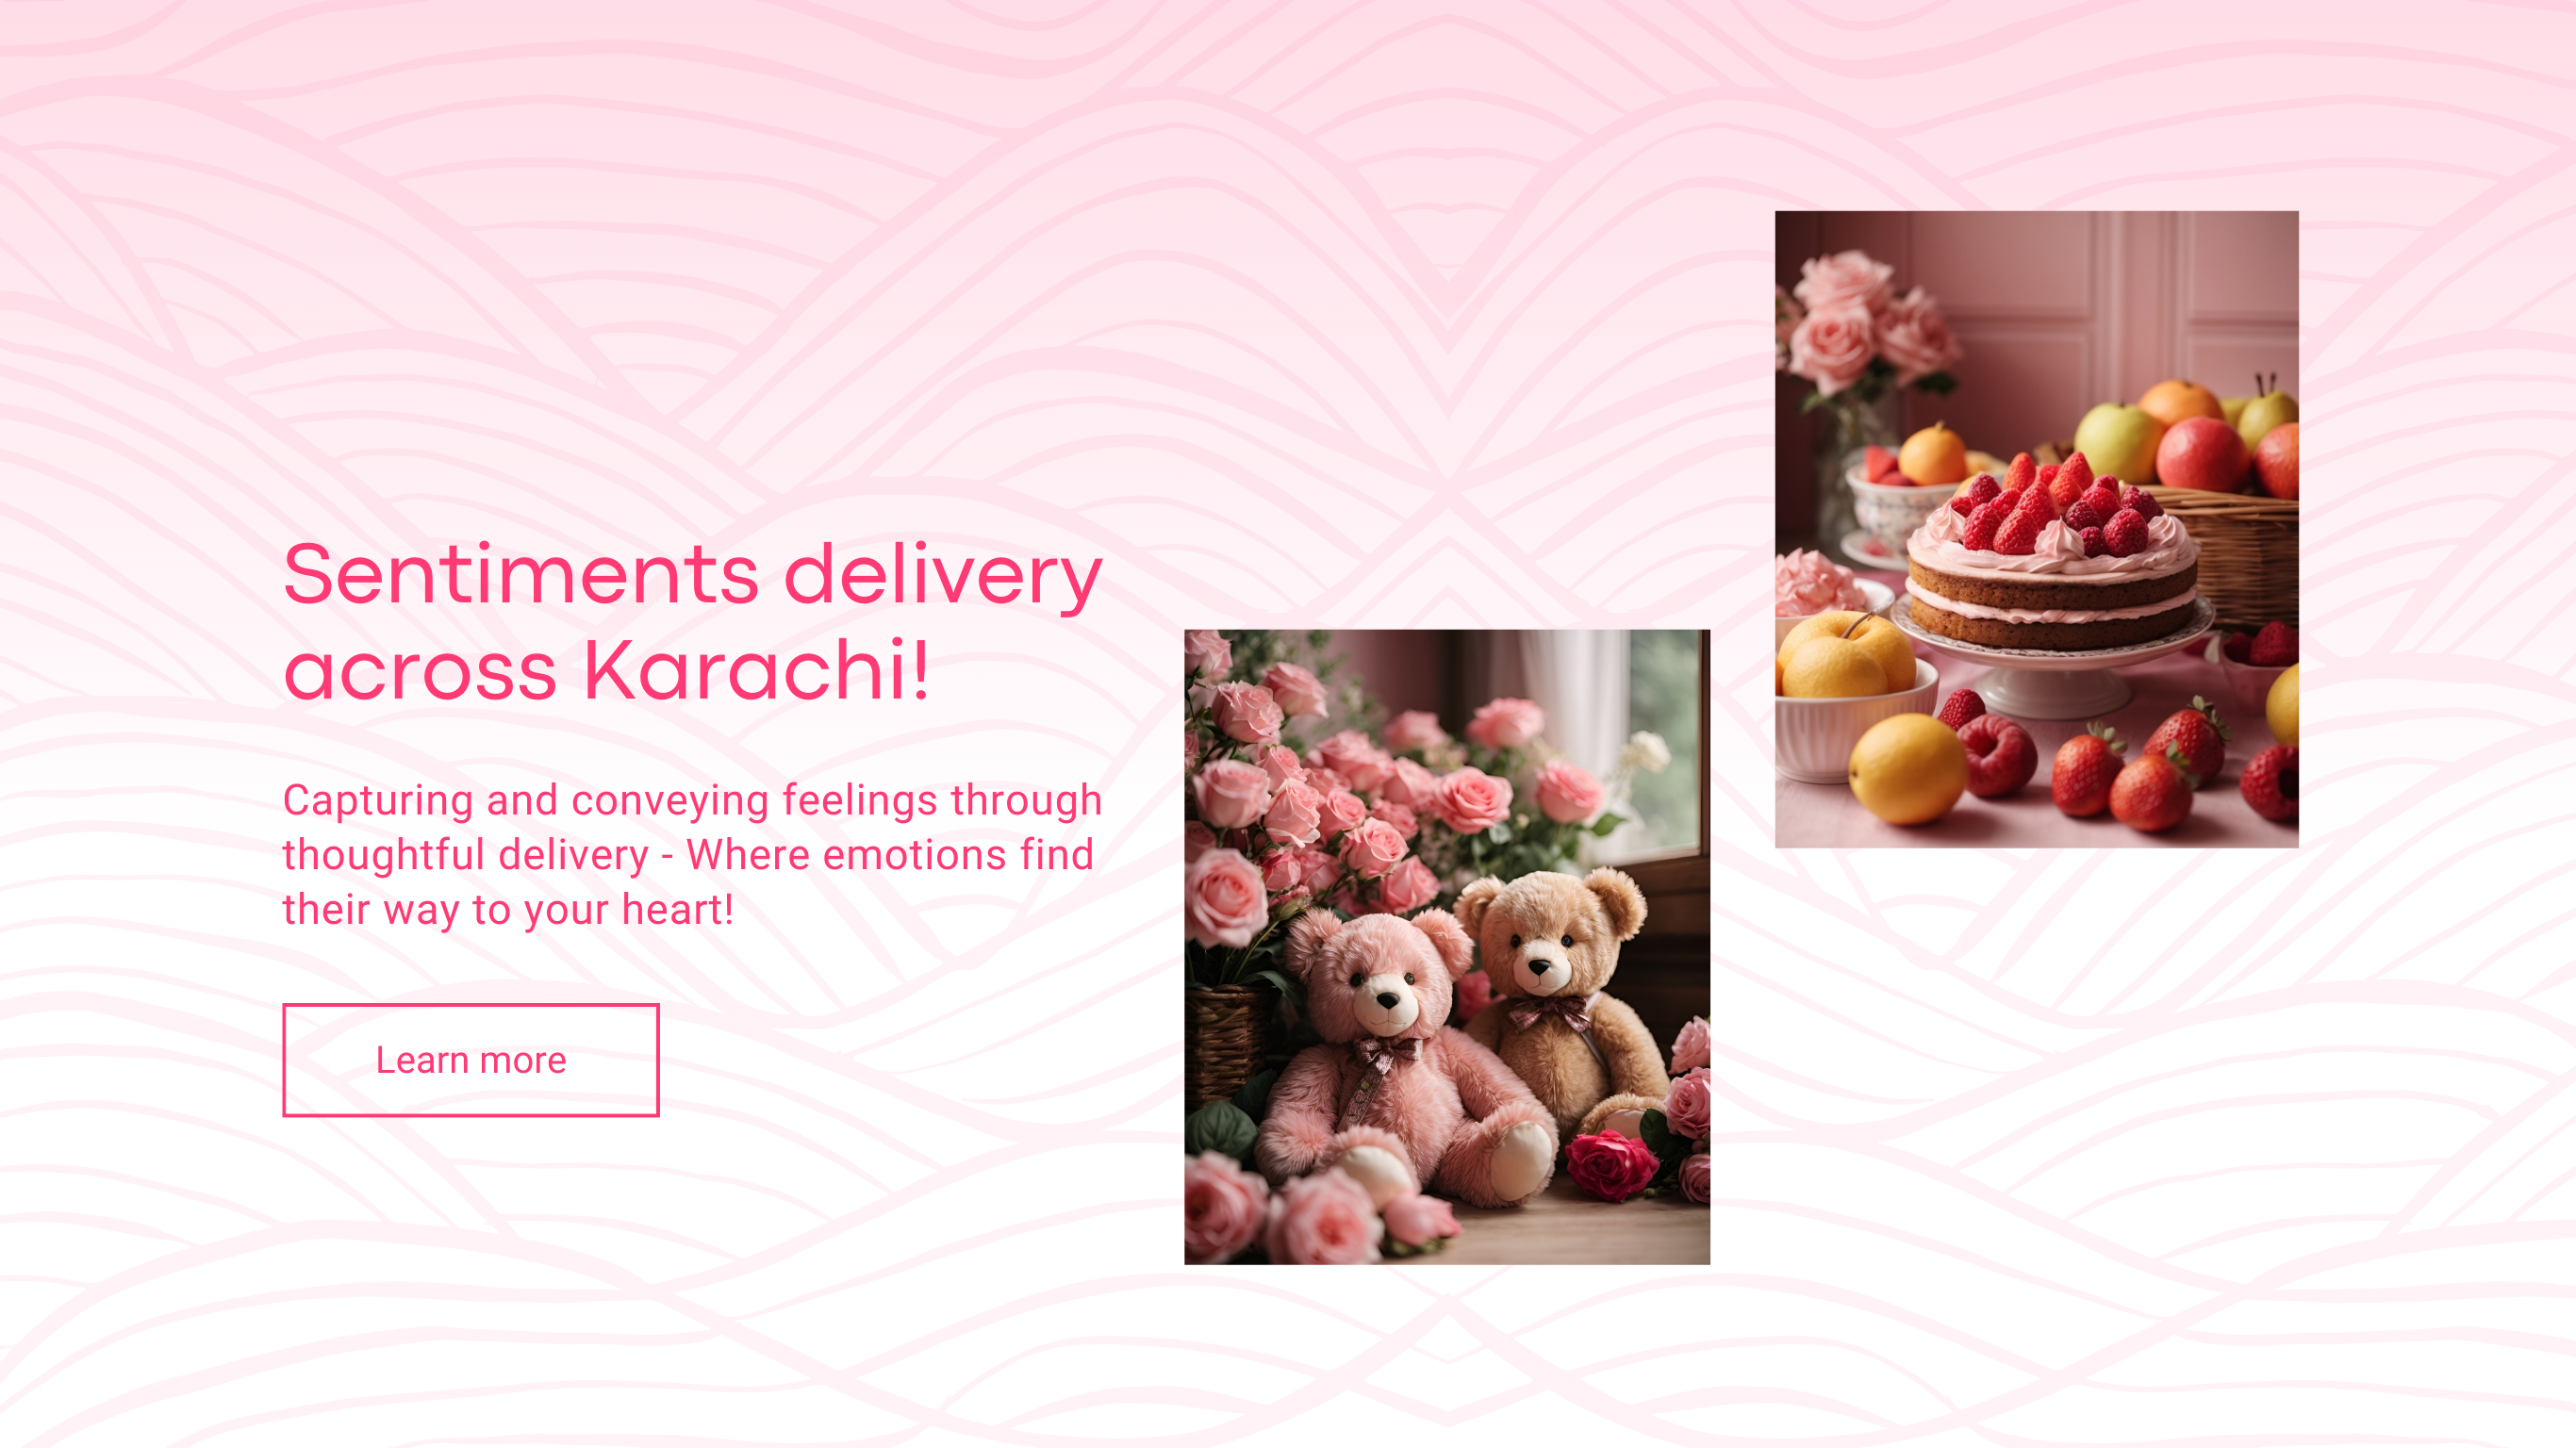 Sentiments delivery
across Karachi!
Capturing and conveying feelings through
thoughtful delivery - Where emotions find
their way to your heart!
Learn more